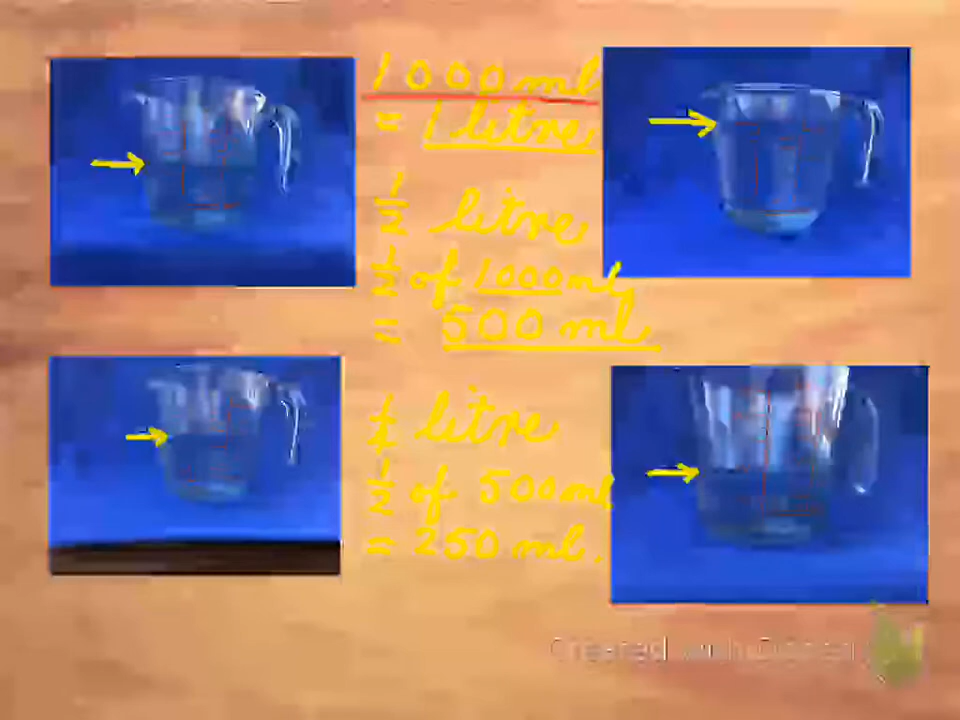 1000 ml
= 1 litre
1/2 litre
1/2 of 1000 ml
= 500 ml.
1/4 litre
1/2 of 500 ml
= 250 ml.
Created with Doceri